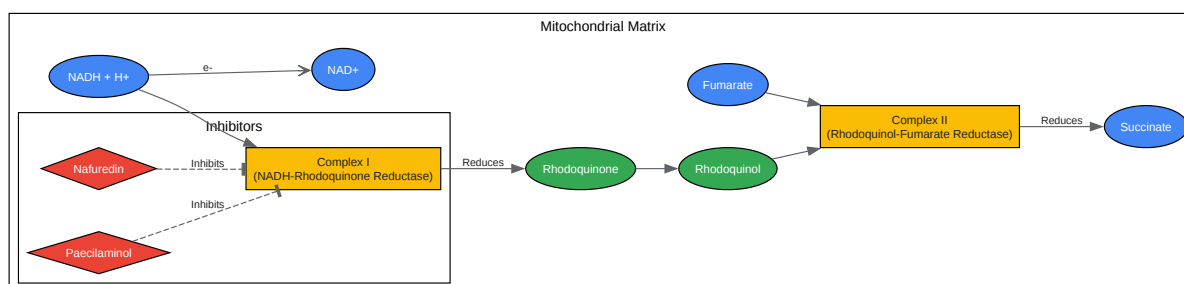 Mitochondrial Matrix
NADH + H+
e-
NAD+
Fumarate
Inhibitors
Complex I
(NADH-Rhodoquinone Reductase)
Nafuredin
Inhibits
Paecilaminol
Inhibits
Reduces
Rhodoquinone
Rhodoquinol
Complex II
(Rhodoquinol-Fumarate Reductase)
Reduces
Succinate